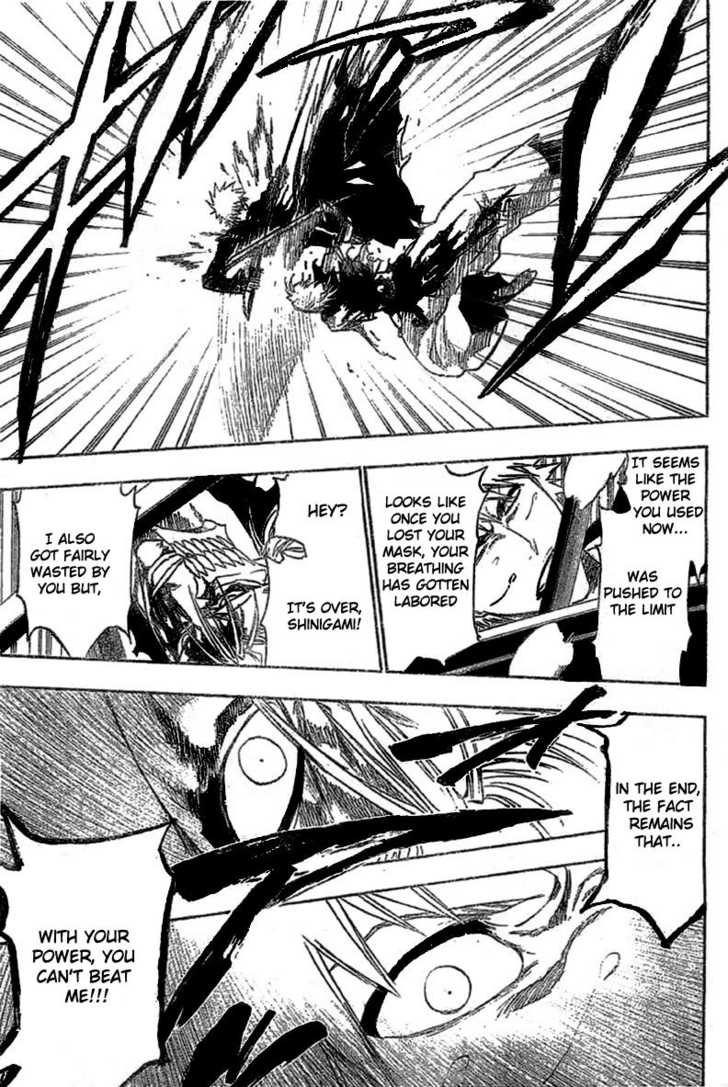 IT SEEMS
LIKE THE
POWER
YOU USED
NOW...
WAS
PUSHED TO
THE LIMIT
LOOKS LIKE
ONCE YOU
LOST YOUR
MASK, YOUR
BREATHING
HAS GOTTEN
LABORED
HEY?
IT'S OVER,
SHINIGAMI!
I ALSO
GOT FAIRLY
WASTED BY
YOU BUT,
IN THE END,
THE FACT
REMAINS
THAT..
WITH YOUR
POWER, YOU
CAN'T BEAT
ME!!!